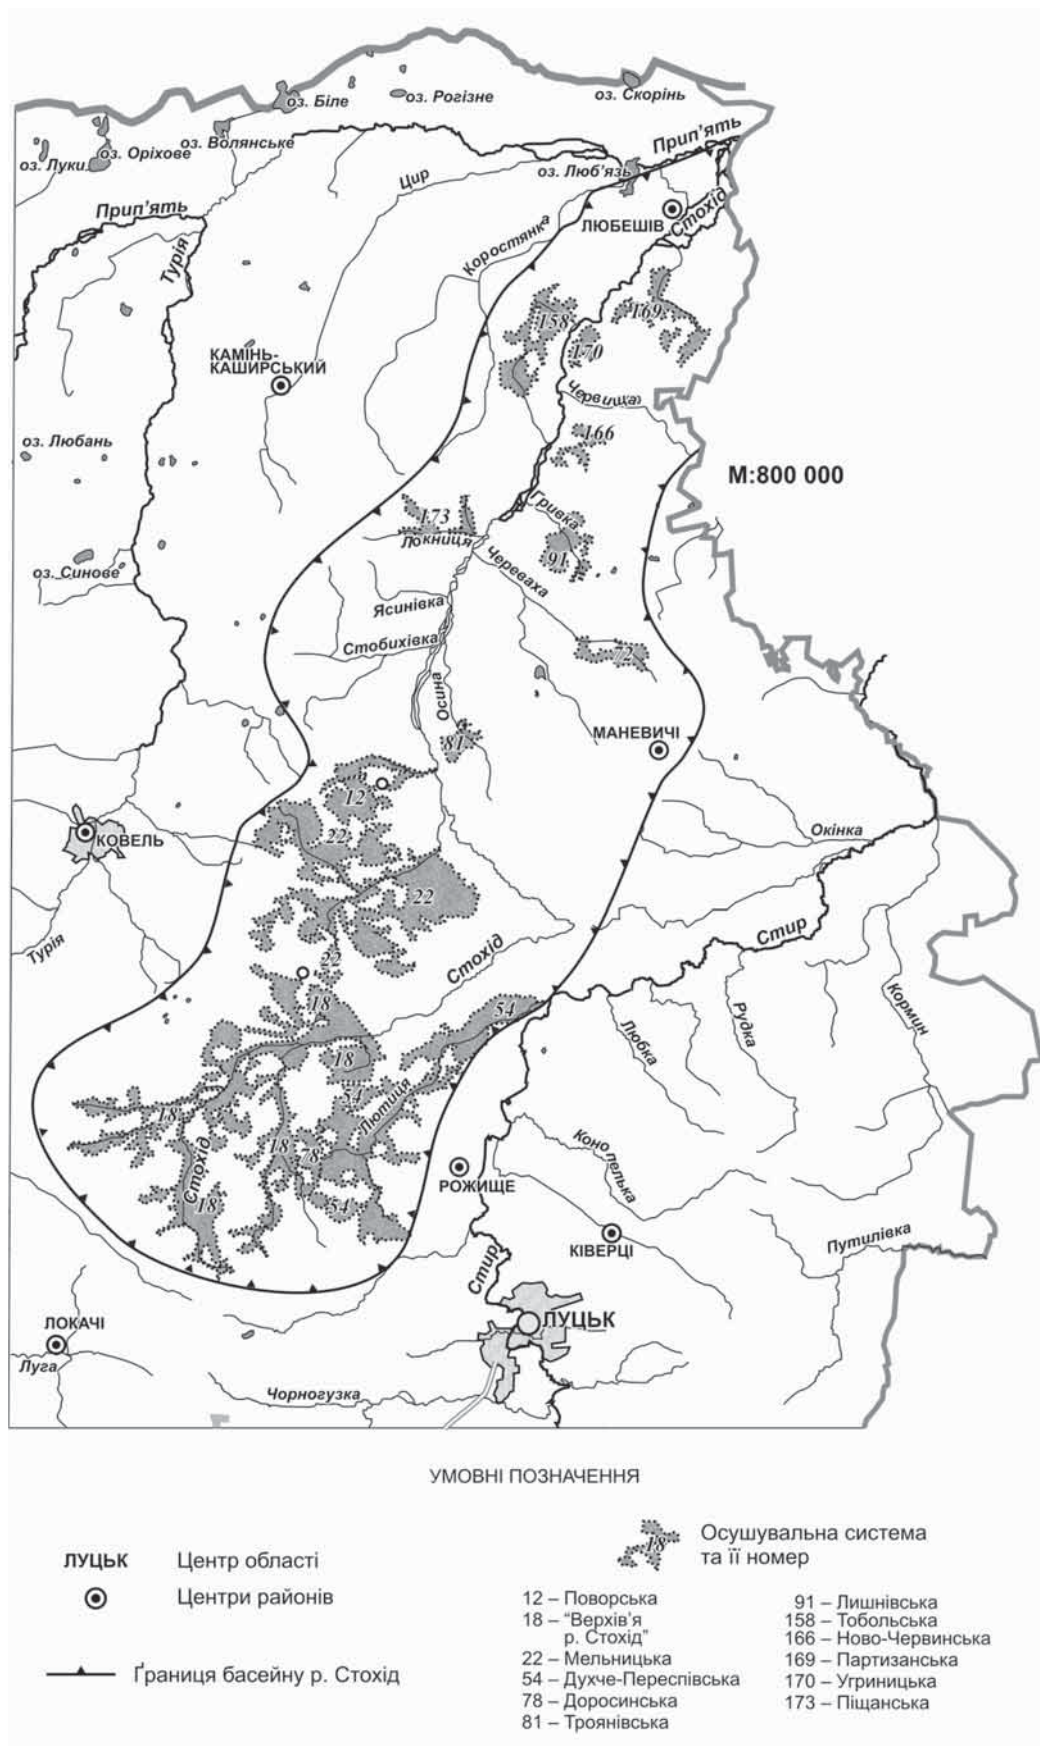 оз. Біле
оз. Рогізне
оз. Скорінь
оз. Волянське
оз. Оріхове
оз. Луки
Прип'ять
оз. Люб'язь
Цир
Прип'ять
ЛЮБЕШІВ
Стохід
Турія
Коростянка
158
169
170
КАМІНЬ-
КАШИРСЬКИЙ
Червища
оз. Любань
166
М:800 000
173
Гривка
Локниця
91
Череваха
оз. Синове
Ясинівка
Стобихівка
72
Осина
МАНЕВИЧІ
81
12
22
КОВЕЛЬ
Окінка
22
Турія
Стохід
Стир
22
18
54
Кормин
Рудка
Любка
18
54
Лютиця
18
18
78
Стохід
Конопелька
РОЖИЩЕ
18
54
КІВЕРЦІ
Путилівка
Стир
ЛУЦЬК
ЛОКАЧІ
Луга
Чорногузка
УМОВНІ ПОЗНАЧЕННЯ
ЛУЦЬК Центр області
Центри районів
Ґраниця басейну р. Стохід
18
Осушувальна система
та її номер
12 – Поворська
18 – “Верхів’я
р. Стохід”
22 – Мельницька
54 – Духче-Переспівська
78 – Доросинська
81 – Троянівська
91 – Лишнівська
158 – Тобольська
166 – Ново-Червинська
169 – Партизанська
170 – Угриницька
173 – Піщанська